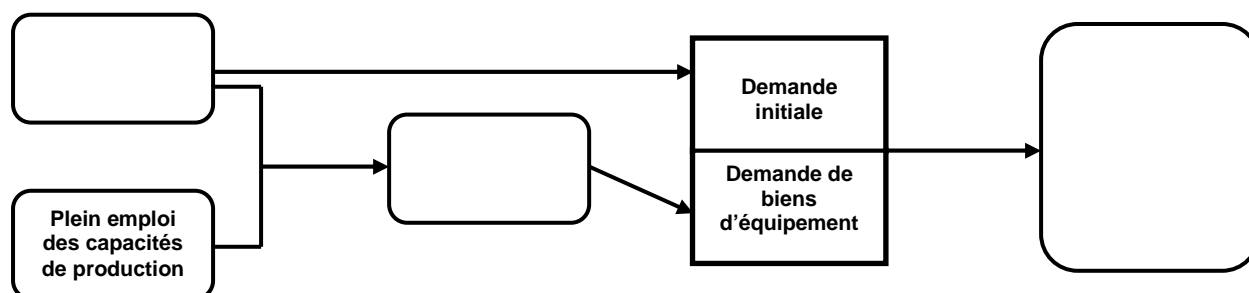 Demande
initiale
Demande de
biens
d'équipement
Plein emploi
des capacités
de production